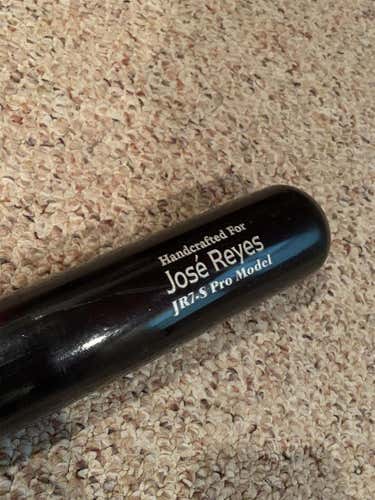 Handcrafted For
José Reyes
JR7-S Pro Model